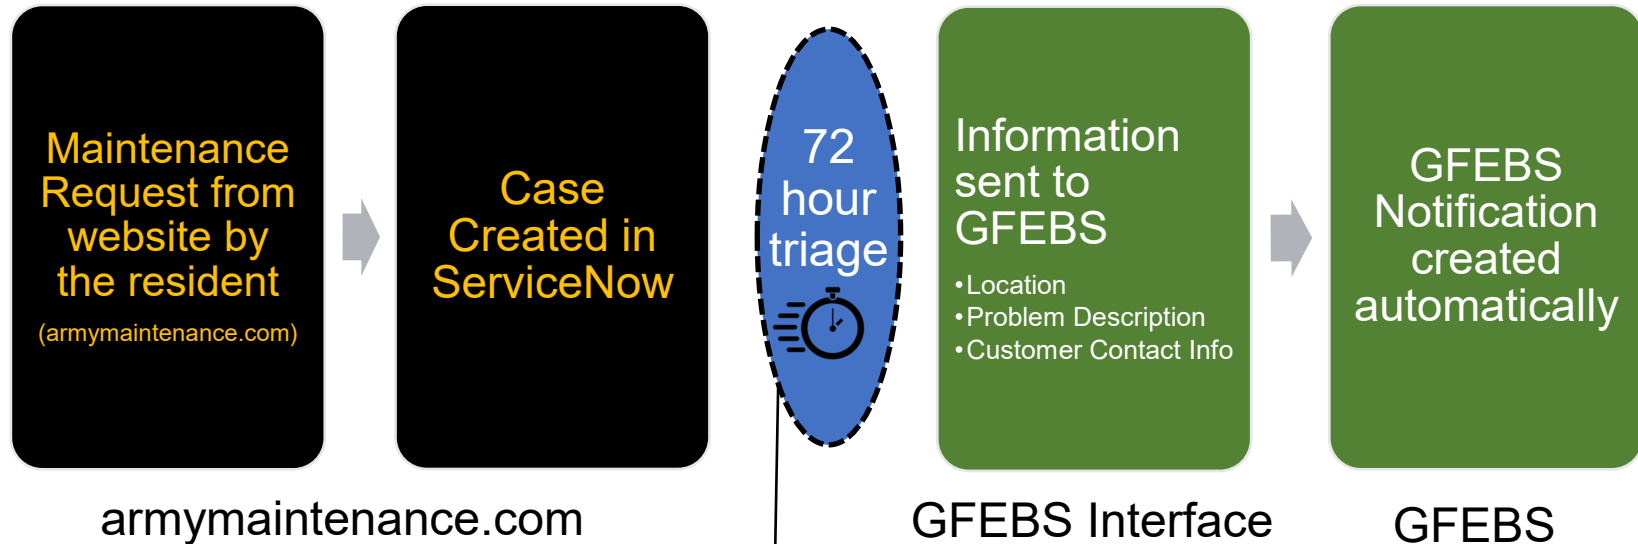 Maintenance
Request from
website by
the resident
(armymaintenance.com)
Case
Created in
ServiceNow
72
hour
triage
Information
sent to
GFEBS
•Location
•Problem Description
•Customer Contact Info
GFEBS
Notification
created
automatically
armymaintenance.com
GFEBS Interface
GFEBS